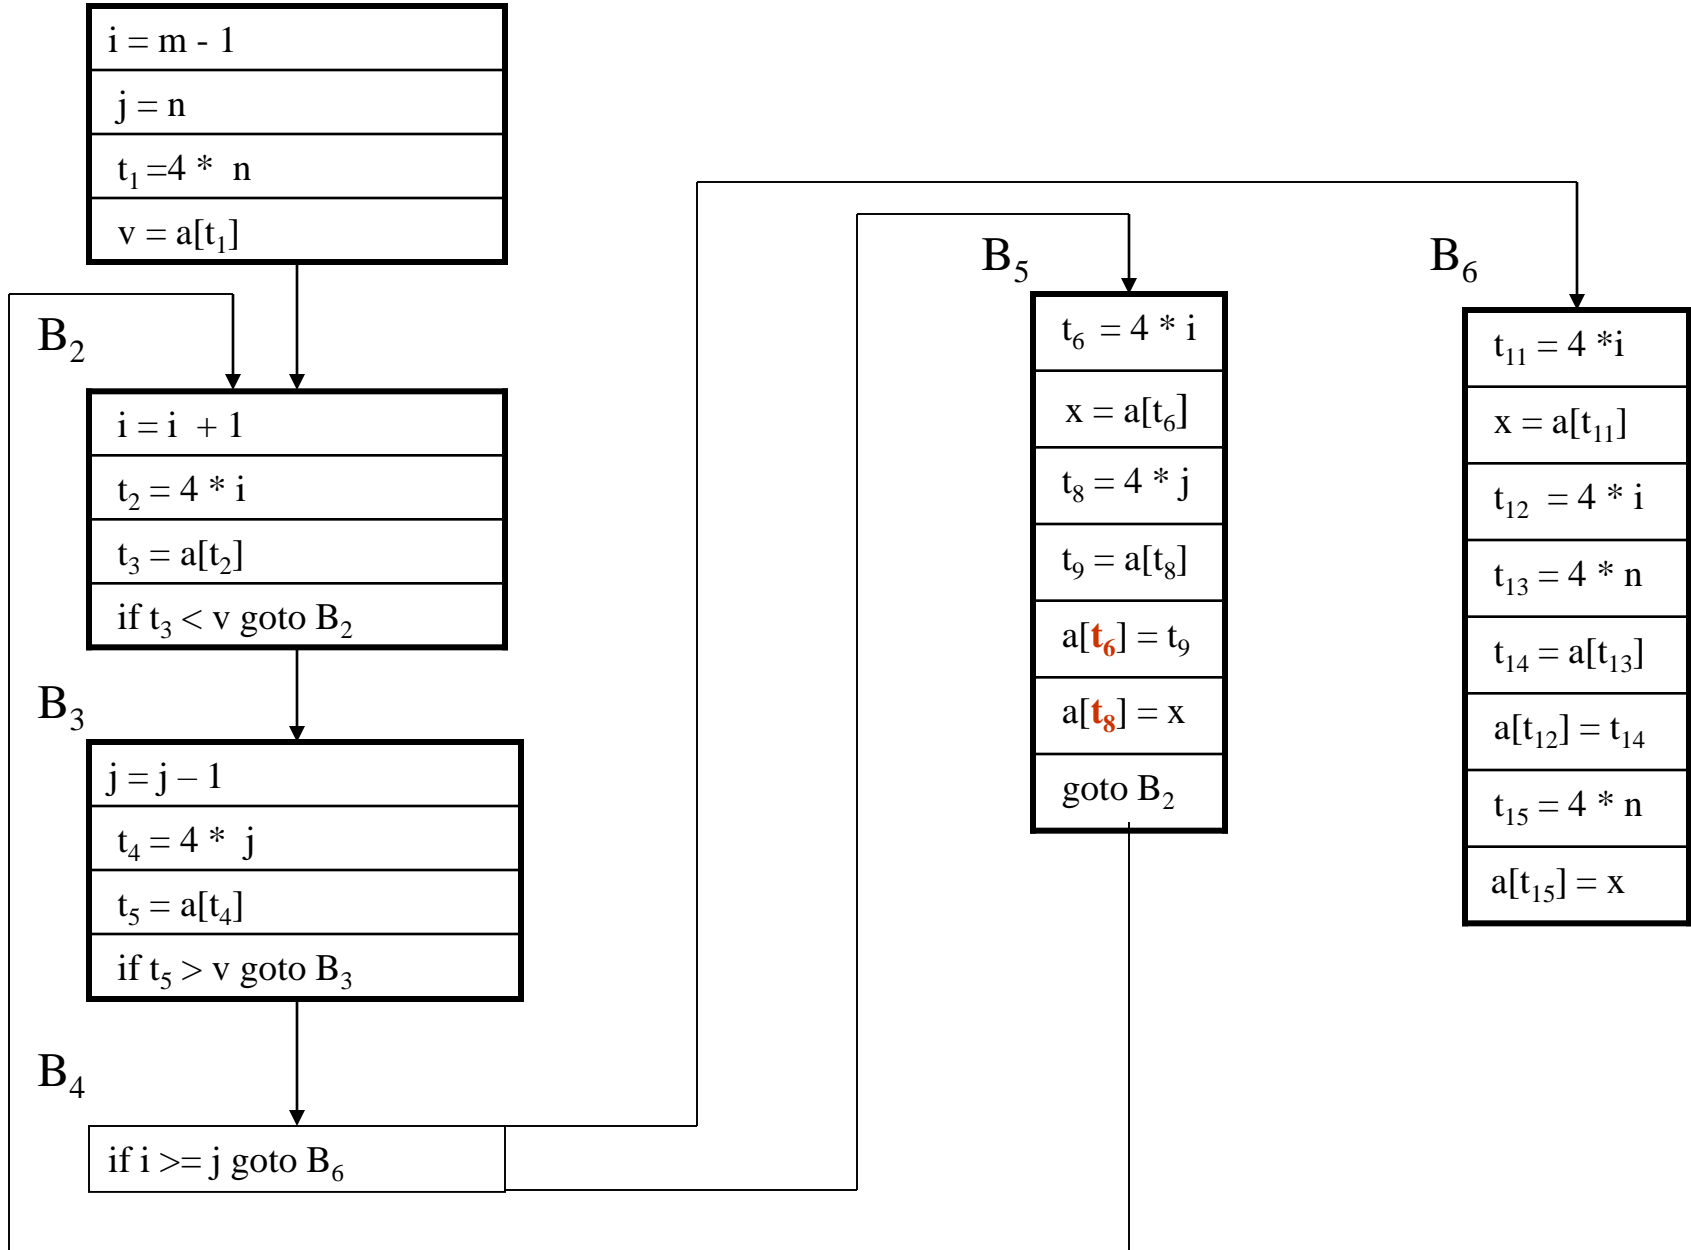 i = m - 1
j = n
t₁ =4 * n
v = a[t₁]
B₂
i = i + 1
t₂ = 4 * i
t₃ = a[t₂]
if t₃ < v goto B₂
B₃
j = j – 1
t₄ = 4 * j
t₅ = a[t₄]
if t₅ > v goto B₃
B₄
if i >= j goto B₆
B₅
t₆ = 4 * i
x = a[t₆]
t₈ = 4 * j
t₉ = a[t₈]
a[t₆] = t₉
a[t₈] = x
goto B₂
B₆
t₁₁ = 4 *i
x = a[t₁₁]
t₁₂ = 4 * i
t₁₃ = 4 * n
t₁₄ = a[t₁₃]
a[t₁₂] = t₁₄
t₁₅ = 4 * n
a[t₁₅] = x